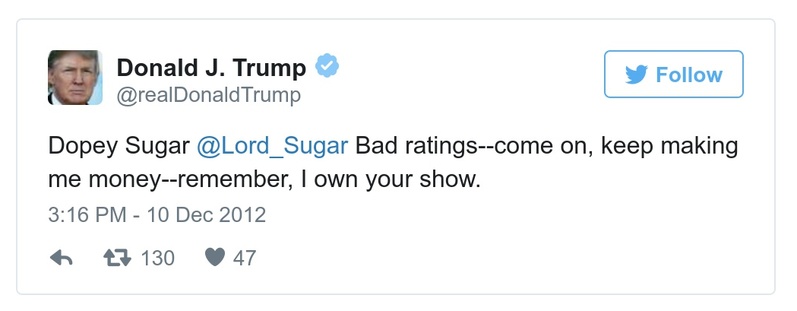 Donald J. Trump
@realDonaldTrump
Follow
Dopey Sugar @Lord_Sugar Bad ratings--come on, keep making
me money--remember, I own your show.
3:16 PM - 10 Dec 2012
130 47